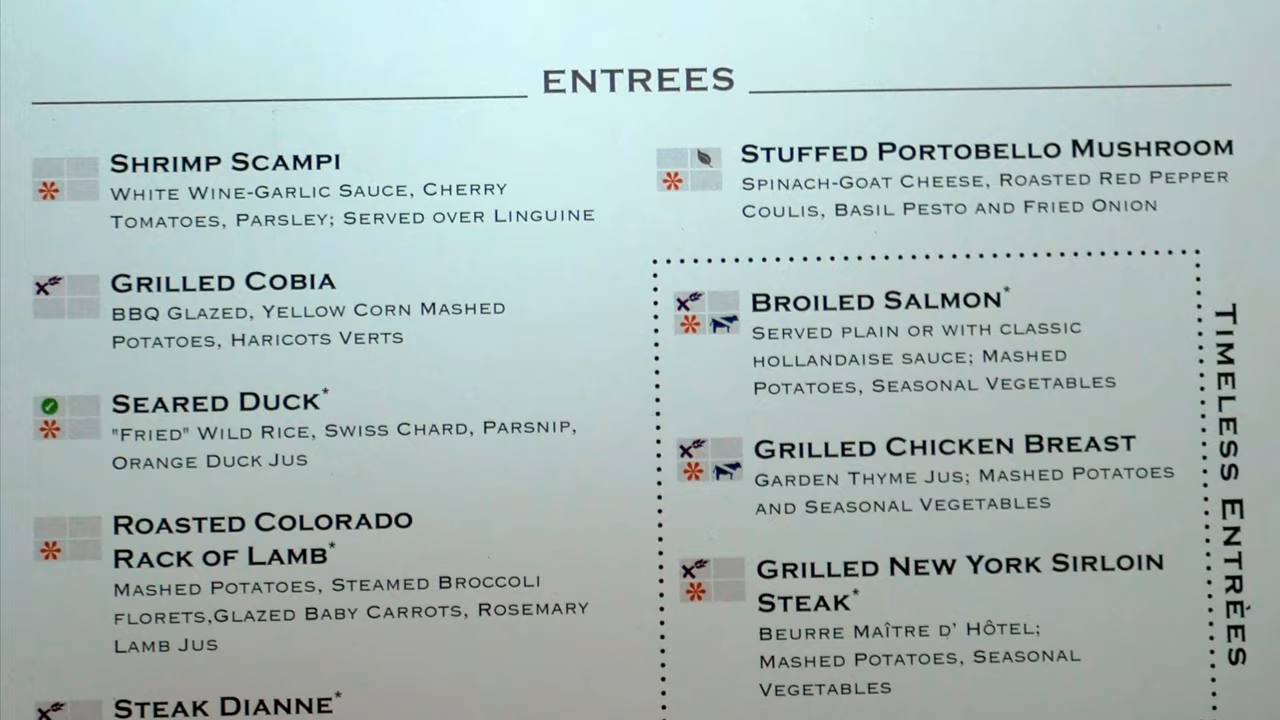 ENTREES
SHRIMP SCAMPI
WHITE WINE-GARLIC SAUCE, CHERRY
TOMATOES, PARSLEY; SERVED OVER LINGUINE
GRILLED COBIA
BBQ GLAZED, YELLOW CORN MASHED
POTATOES, HARICOTS VERTS
SEARED DUCK*
"FRIED" WILD RICE, SWISS CHARD, PARSNIP,
ORANGE DUCK JUS
ROASTED COLORADO
RACK OF LAMB*
MASHED POTATOES, STEAMED BROCCOLI
FLORETS,GLAZED BABY CARROTS, ROSEMARY
LAMB JUS
STEAK DIANNE*
STUFFED PORTOBELLO MUSHROOM
SPINACH-GOAT CHEESE, ROASTED RED PEPPER
COULIS, BASIL PESTO AND FRIED ONION
BROILED SALMON*
SERVED PLAIN OR WITH CLASSIC
HOLLANDAISE SAUCE; MASHED
POTATOES, SEASONAL VEGETABLES
GRILLED CHICKEN BREAST
GARDEN THYME JUS; MASHED POTATOES
AND SEASONAL VEGETABLES
GRILLED NEW YORK SIRLOIN
STEAK*
BEURRE MAÎTRE D' HÔTEL;
MASHED POTATOES, SEASONAL
VEGETABLES
TIMELESS ENTRÈES